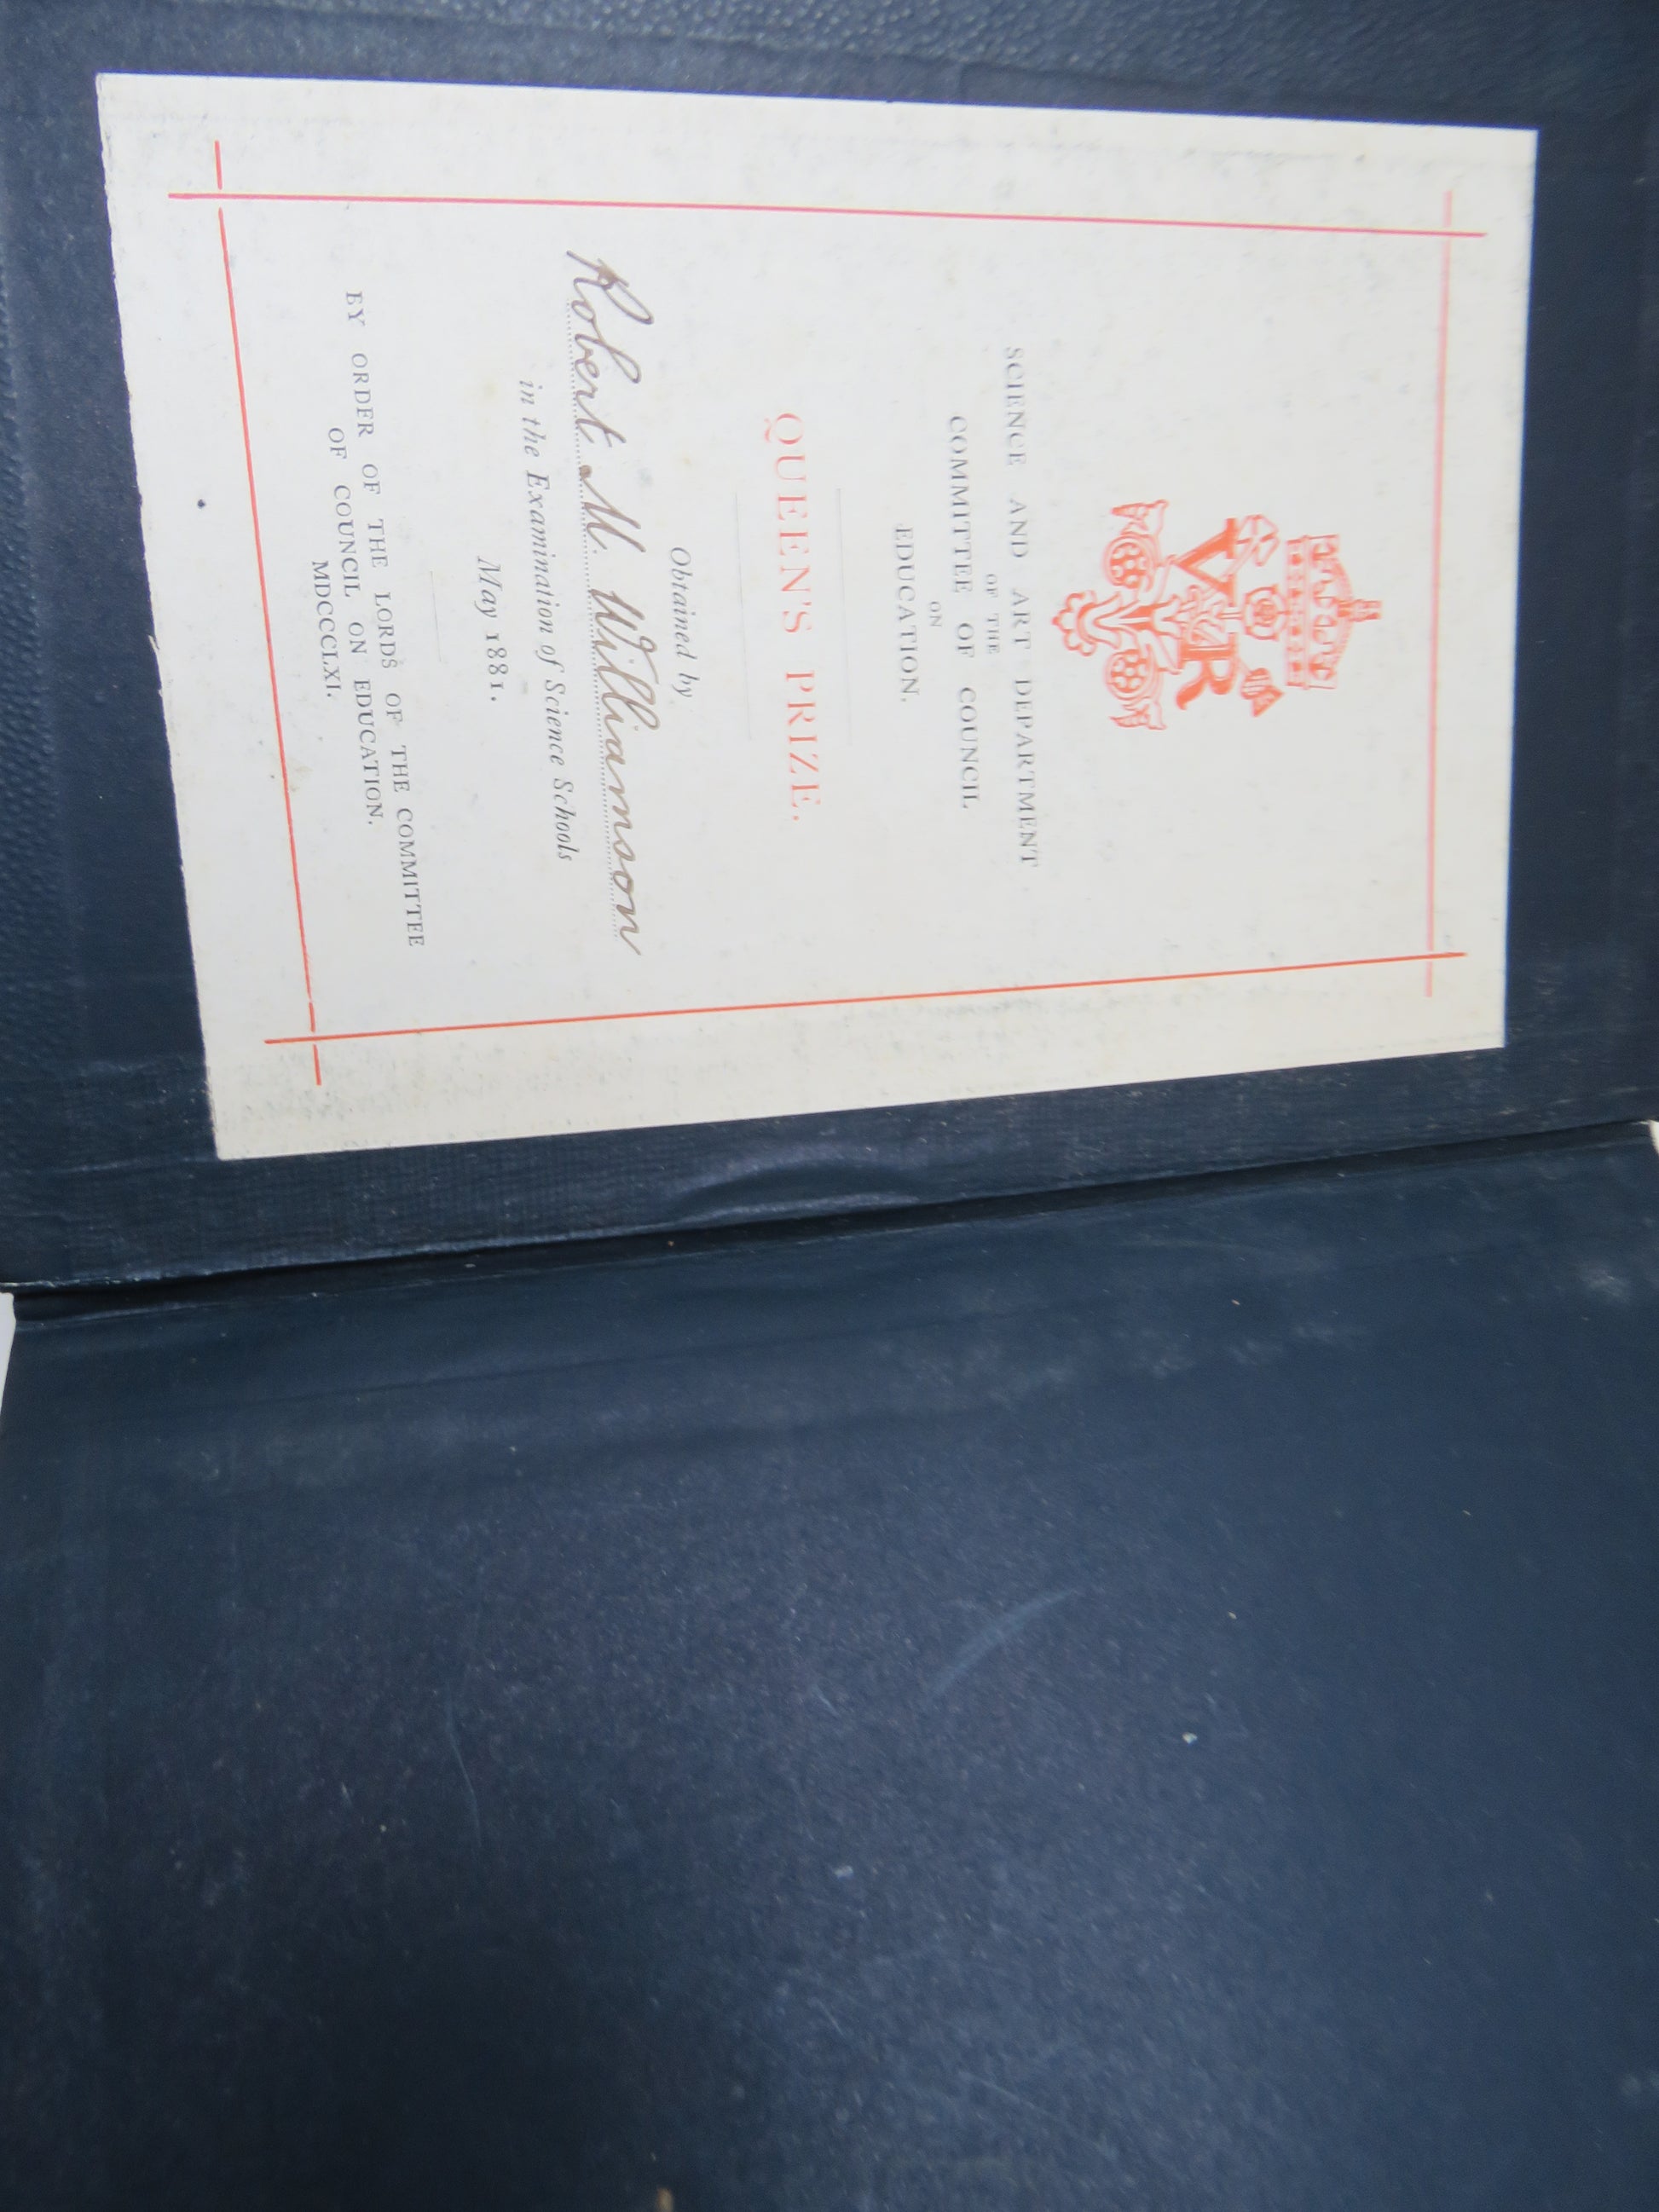 VR
SCIENCE AND ART DEPARTMENT
OF THE
COMMITTEE OF COUNCIL
ON
EDUCATION.
QUEEN'S PRIZE.
Obtained by
Robert M. Williamson
in the Examination of Science Schools
May 1881.
BY ORDER OF THE LORDS OF THE COMMITTEE
OF COUNCIL ON EDUCATION.
MDCCCLXI.